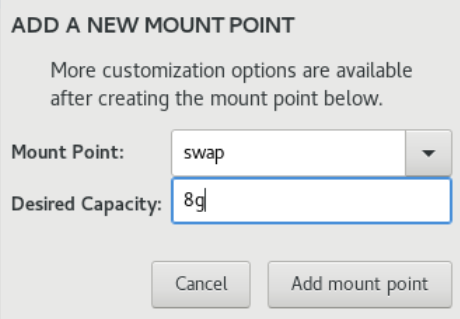 ADD A NEW MOUNT POINT
More customization options are available
after creating the mount point below.
Mount Point: swap
Desired Capacity: 8g
Cancel Add mount point